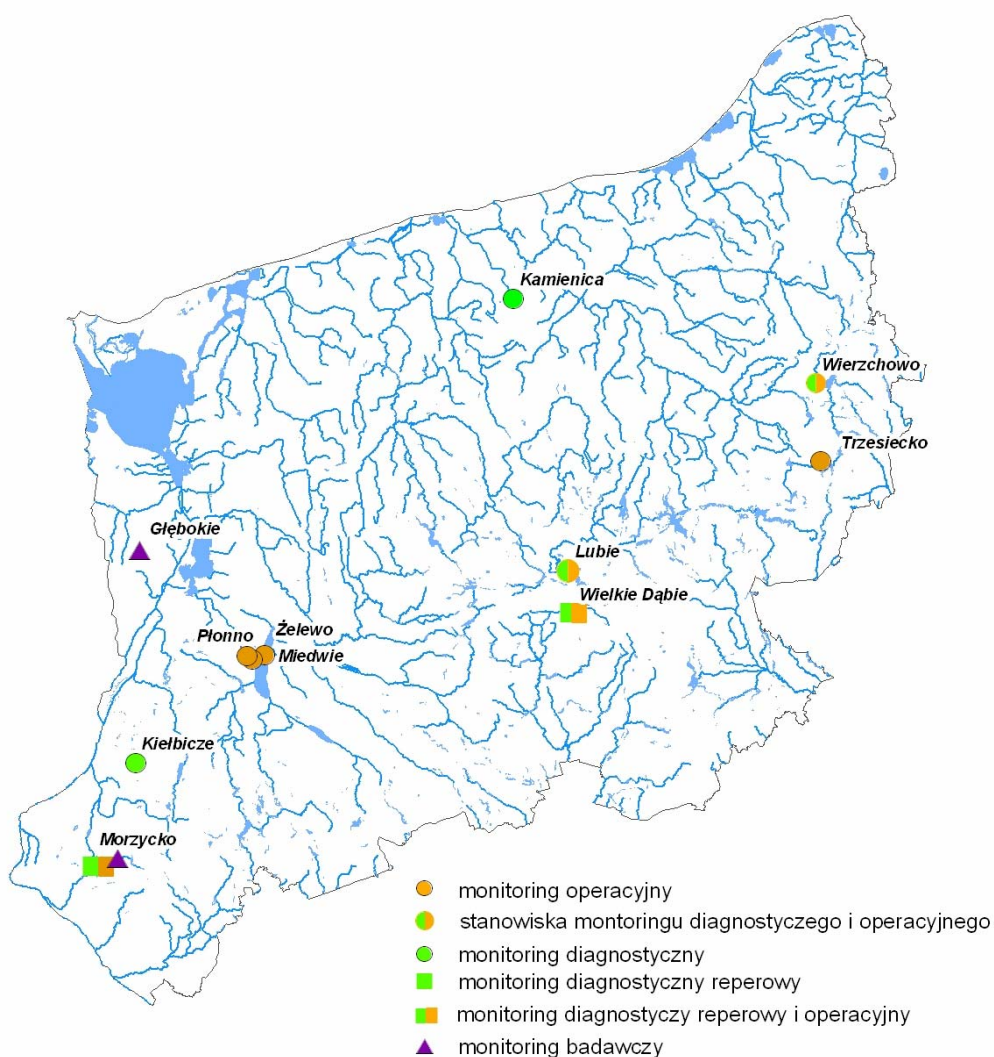 Kamienica
Wierzchowo
Trzesiecko
Głębokie
Lubie
Wielkie Dąbie
Płonno
Żelewo
Miedwie
Kiełbicze
Morzycko
monitoring operacyjny
stanowiska montoringu diagnostyczego i operacyjnego
monitoring diagnostyczny
monitoring diagnostyczny reperowy
monitoring diagnostyczy reperowy i operacyjny
monitoring badawczy